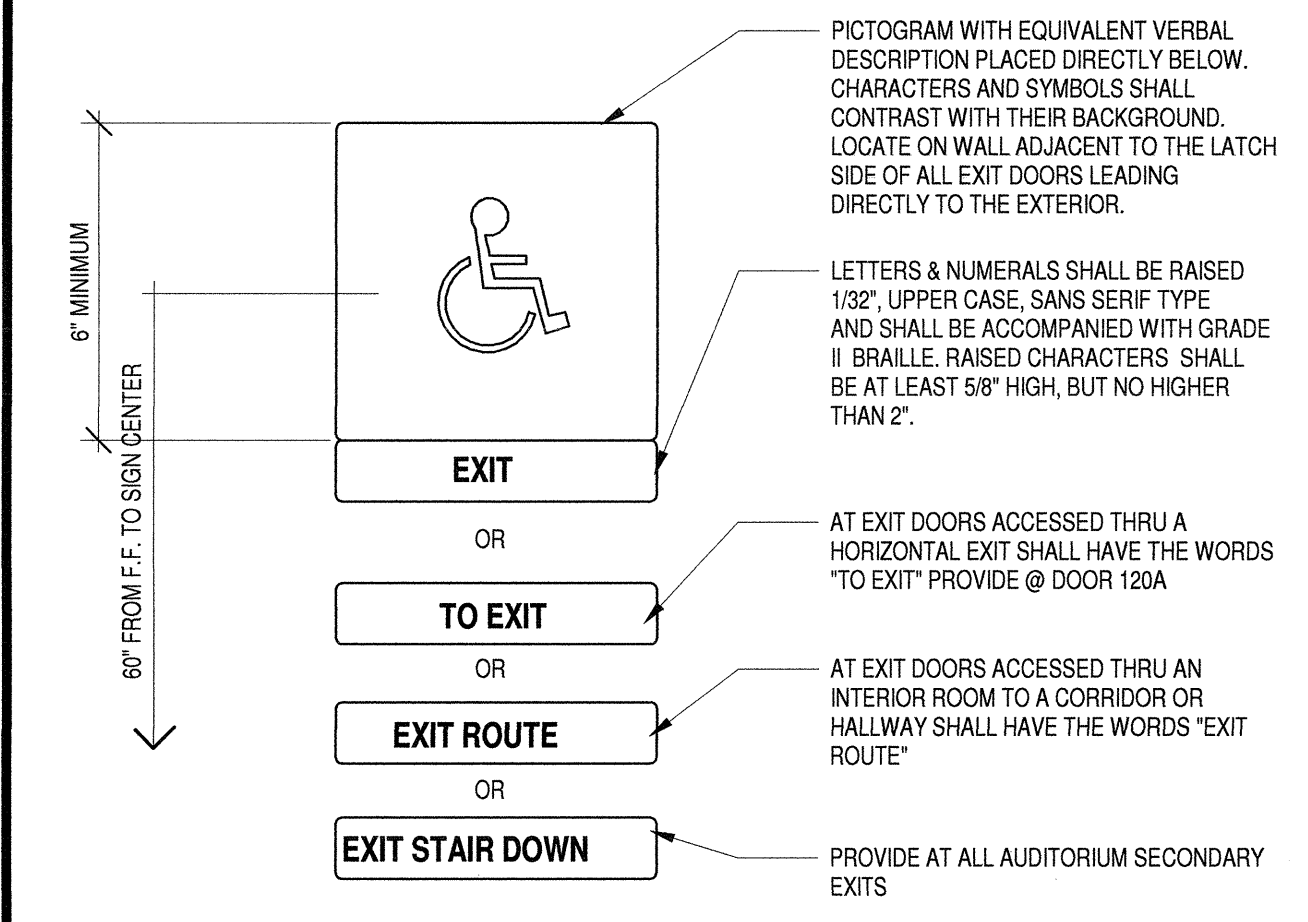 PICTOGRAM WITH EQUIVALENT VERBAL
DESCRIPTION PLACED DIRECTLY BELOW.
CHARACTERS AND SYMBOLS SHALL
CONTRAST WITH THEIR BACKGROUND.
LOCATE ON WALL ADJACENT TO THE LATCH
SIDE OF ALL EXIT DOORS LEADING
DIRECTLY TO THE EXTERIOR.
6" MINIMUM
60" FROM F.F. TO SIGN CENTER
LETTERS & NUMERALS SHALL BE RAISED
1/32", UPPER CASE, SANS SERIF TYPE
AND SHALL BE ACCOMPANIED WITH GRADE
II BRAILLE. RAISED CHARACTERS SHALL
BE AT LEAST 5/8" HIGH, BUT NO HIGHER
THAN 2".
EXIT
OR
AT EXIT DOORS ACCESSED THRU A
HORIZONTAL EXIT SHALL HAVE THE WORDS
"TO EXIT" PROVIDE @ DOOR 120A
TO EXIT
OR
AT EXIT DOORS ACCESSED THRU AN
INTERIOR ROOM TO A CORRIDOR OR
HALLWAY SHALL HAVE THE WORDS "EXIT
ROUTE"
EXIT ROUTE
OR
EXIT STAIR DOWN
PROVIDE AT ALL AUDITORIUM SECONDARY
EXITS